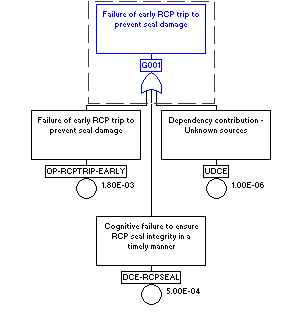 Failure of early RCP trip to
prevent seal damage
G001
Failure of early RCP trip to
prevent seal damage
OP-RCPTRIP-EARLY
1.80E-03
Dependency contribution -
Unknown sources
UDCE
1.00E-06
Cognitive failure to ensure
RCP seal integrity in a
timely manner
DCE-RCPSEAL
5.00E-04